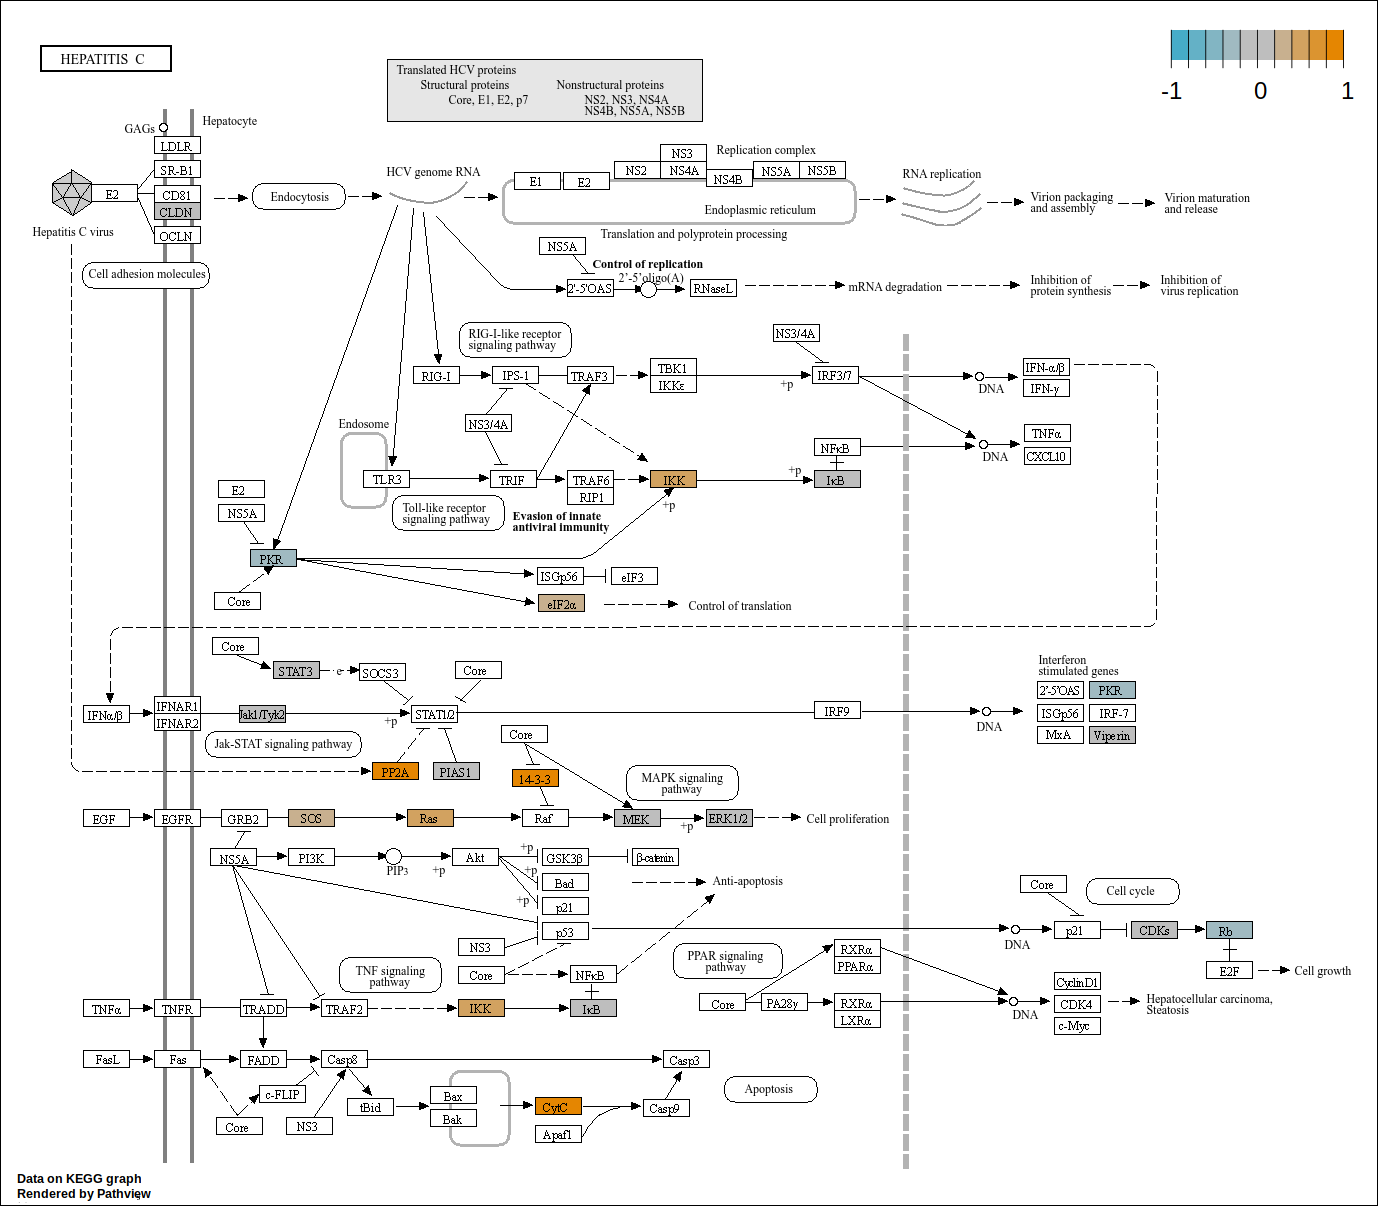 HEPATITIS C
-1 0 1
Translated HCV proteins
Structural proteins Nonstructural proteins
Core, E1, E2, p7 NS2, NS3, NS4A
NS4B, NS5A, NS5B
GAGs Hepatocyte
LDLR
SR-B1
CD81
CLDN
OCLN
E2
Hepatitis C virus
Cell adhesion molecules
Endocytosis
HCV genome RNA
E1
E2
NS2
NS3
NS4A
NS4B
NS5A
NS5B
Replication complex
Endoplasmic reticulum
Translation and polyprotein processing
RNA replication
Virion packaging
and assembly
Virion maturation
and release
NS5A
Control of replication
2'-5'oligo(A)
2'-5'OAS
RNaseL
mRNA degradation
Inhibition of
protein synthesis
Inhibition of
virus replication
RIG-I-like receptor
signaling pathway
NS3/4A
RIG-I
IPS-1
TRAF3
TBK1
IKKε
+p
IRF3/7
DNA
IFN-α/β
IFN-γ
NS3/4A
Endosome
TLR3
TRIF
TRAF6
RIP1
IKK
+p
+p
NFκB
IκB
DNA
TNFα
CXCL10
Toll-like receptor
signaling pathway
Evasion of innate
antiviral immunity
E2
NS5A
PKR
Core
ISGp56
eIF3
eIF2α
Control of translation
Core
STAT3
e
SOCS3
Core
IFNα/β
IFNAR1
IFNAR2
Jak1/Tyk2
+p
STAT1/2
IRF9
DNA
Interferon
stimulated genes
2'-5'OAS PKR
ISGp56 IRF-7
MxA Viperin
Jak-STAT signaling pathway
PP2A
PIAS1
Core
14-3-3
MAPK signaling
pathway
EGF
EGFR
GRB2
SOS
Ras
Raf
MEK
+p
ERK1/2
Cell proliferation
NS5A
PI3K
PIP3
+p
Akt
+p
+p
+p
GSK3β
β-catenin
Bad
p21
p53
Anti-apoptosis
NS3
Core
NFκB
IκB
TNF signaling
pathway
TNFα
TNFR
TRADD
TRAF2
IKK
PPAR signaling
pathway
Core
PA28γ
RXRα
PPARα
RXRα
LXRα
DNA
Core
Cell cycle
DNA
p21
CDKs
Rb
E2F
Cell growth
CyclinD1
CDK4
c-Myc
Hepatocellular carcinoma,
Steatosis
FasL
Fas
FADD
Casp8
Casp3
c-FLIP
Core
NS3
tBid
Bax
Bak
CytC
Apaf1
Casp9
Apoptosis
Data on KEGG graph
Rendered by Pathview